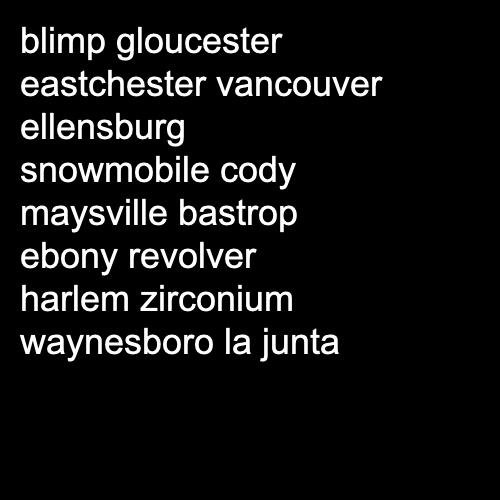 blimp gloucester
eastchester vancouver
ellensburg
snowmobile cody
maysville bastrop
ebony revolver
harlem zirconium
waynesboro la junta